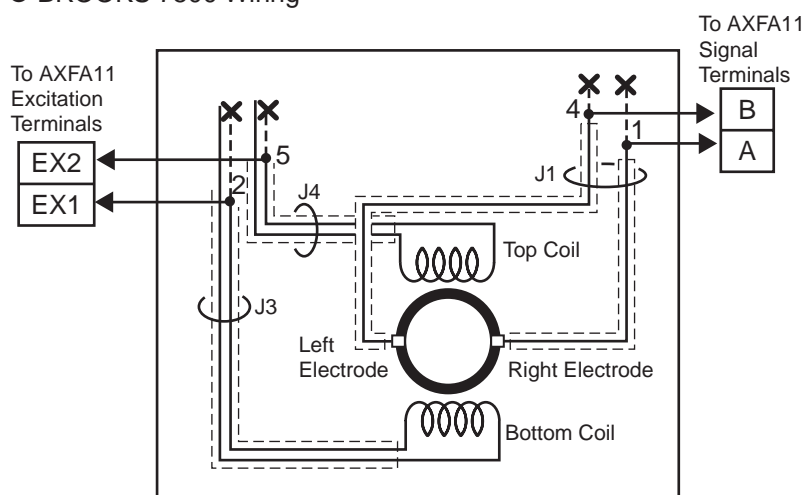 To AXFA11
Signal
Terminals
To AXFA11
Excitation
Terminals
4
B
1
A
EX2
5
J1
EX1
2
J4
Top Coil
J3
Left
Electrode
Right Electrode
Bottom Coil